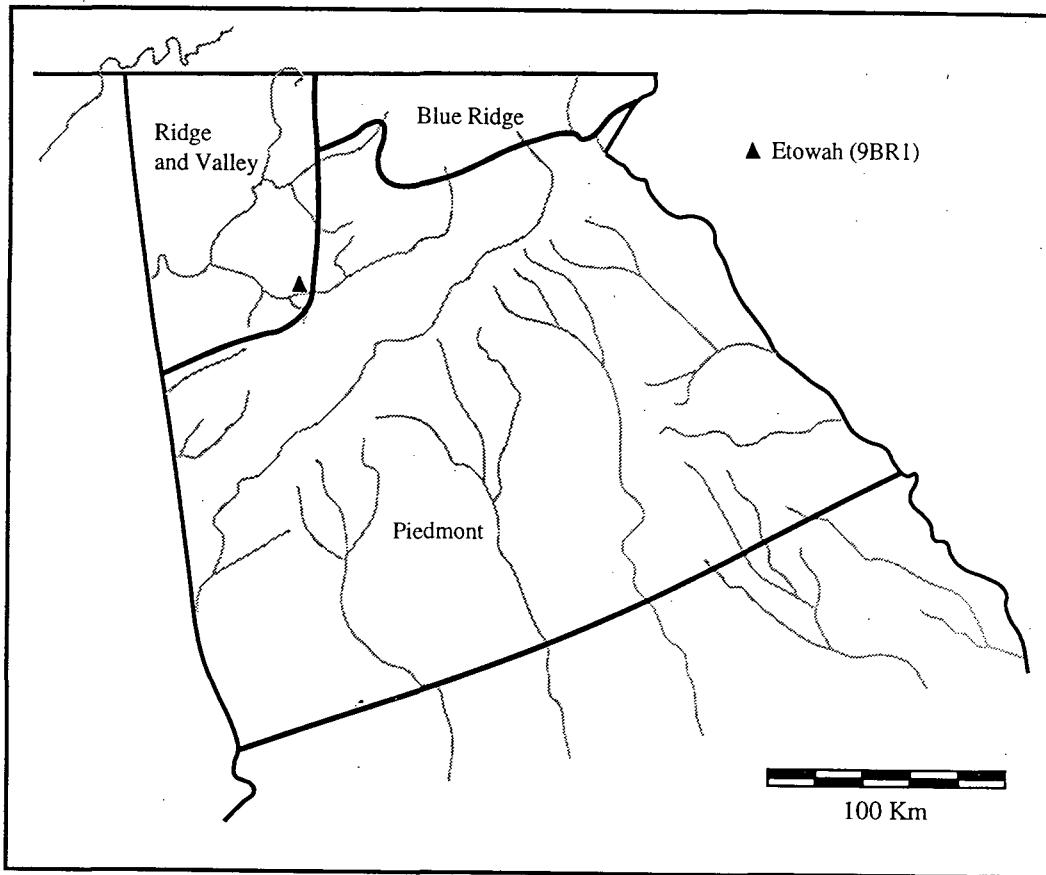 Ridge
and Valley
Blue Ridge
▲ Etowah (9BR1)
Piedmont
100 Km